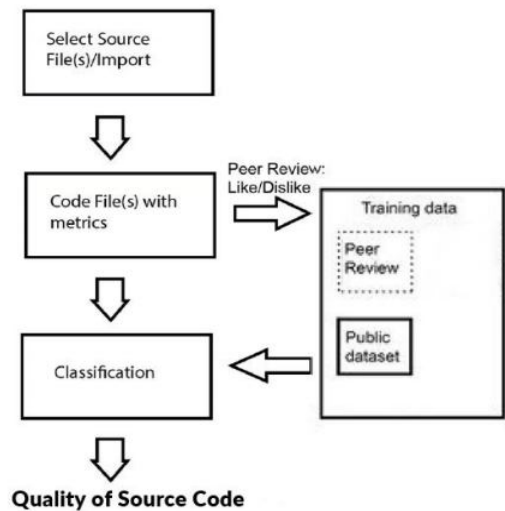 Select Source
File(s)/Import
Code File(s) with
metrics
Peer Review:
Like/Dislike
Training data
Peer
Review
Public
dataset
Classification
Quality of Source Code